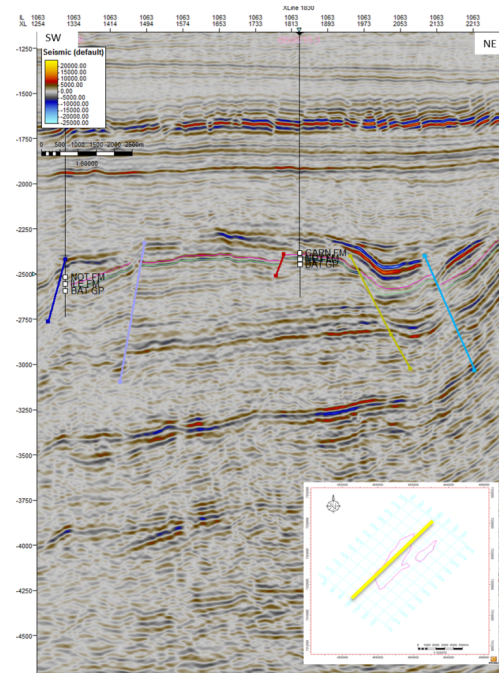 XLine 1830
IL 1063 1063 1063 1063 1063 1063 1063 1063 1063 1063 1063 1063 1063
XL 1254 1334 1414 1494 1574 1653 1733 1813 1893 1973 2053 2133 2213
SW
NE
Seismic (default)
20000.00
15000.00
10000.00
5000.00
0.00
-5000.00
-10000.00
-15000.00
-20000.00
-25000.00
0 500 1000 1500 2000 2500m
-1250
-1500
-1750
-2000
-2250
-2500
-2750
-3000
-3250
-3500
-3750
-4000
-4250
-4500
NOT FM
ILE FM
BAT GP
GARN FM
BAT GP